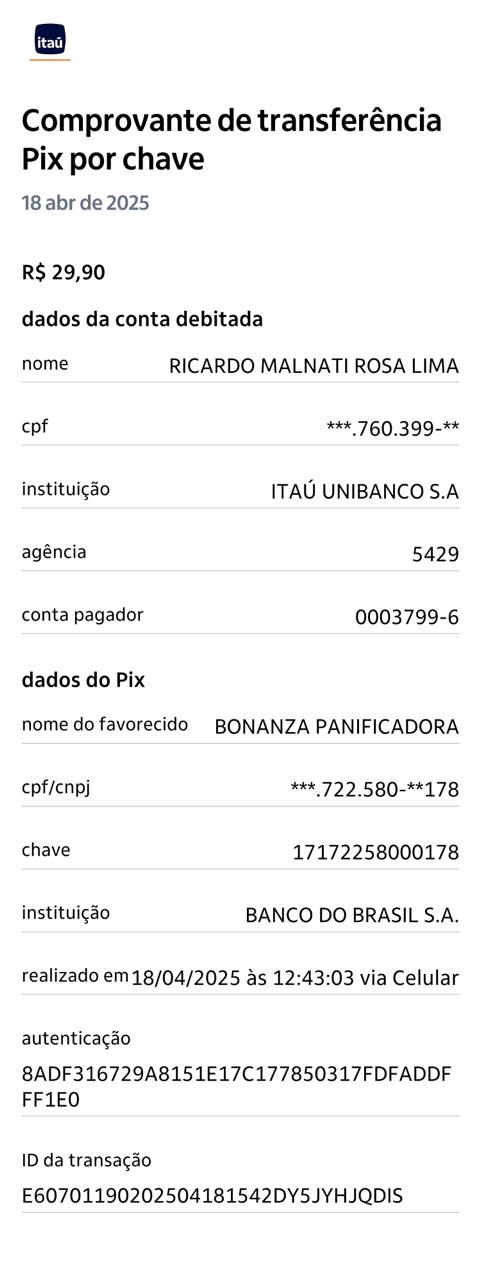 itaú
Comprovante de transferência
Pix por chave
18 abr de 2025
R$ 29,90
dados da conta debitada
nome RICARDO MALNATI ROSA LIMA
cpf ***.760.399-**
instituição ITAÚ UNIBANCO S.A
agência 5429
conta pagador 0003799-6
dados do Pix
nome do favorecido BONANZA PANIFICADORA
cpf/cnpj ***.722.580-**178
chave 17172258000178
instituição BANCO DO BRASIL S.A.
realizado em 18/04/2025 às 12:43:03 via Celular
autenticação
8ADF316729A8151E17C177850317FDFADDF
FF1E0
ID da transação
E60701190202504181542DY5JYHJQDIS